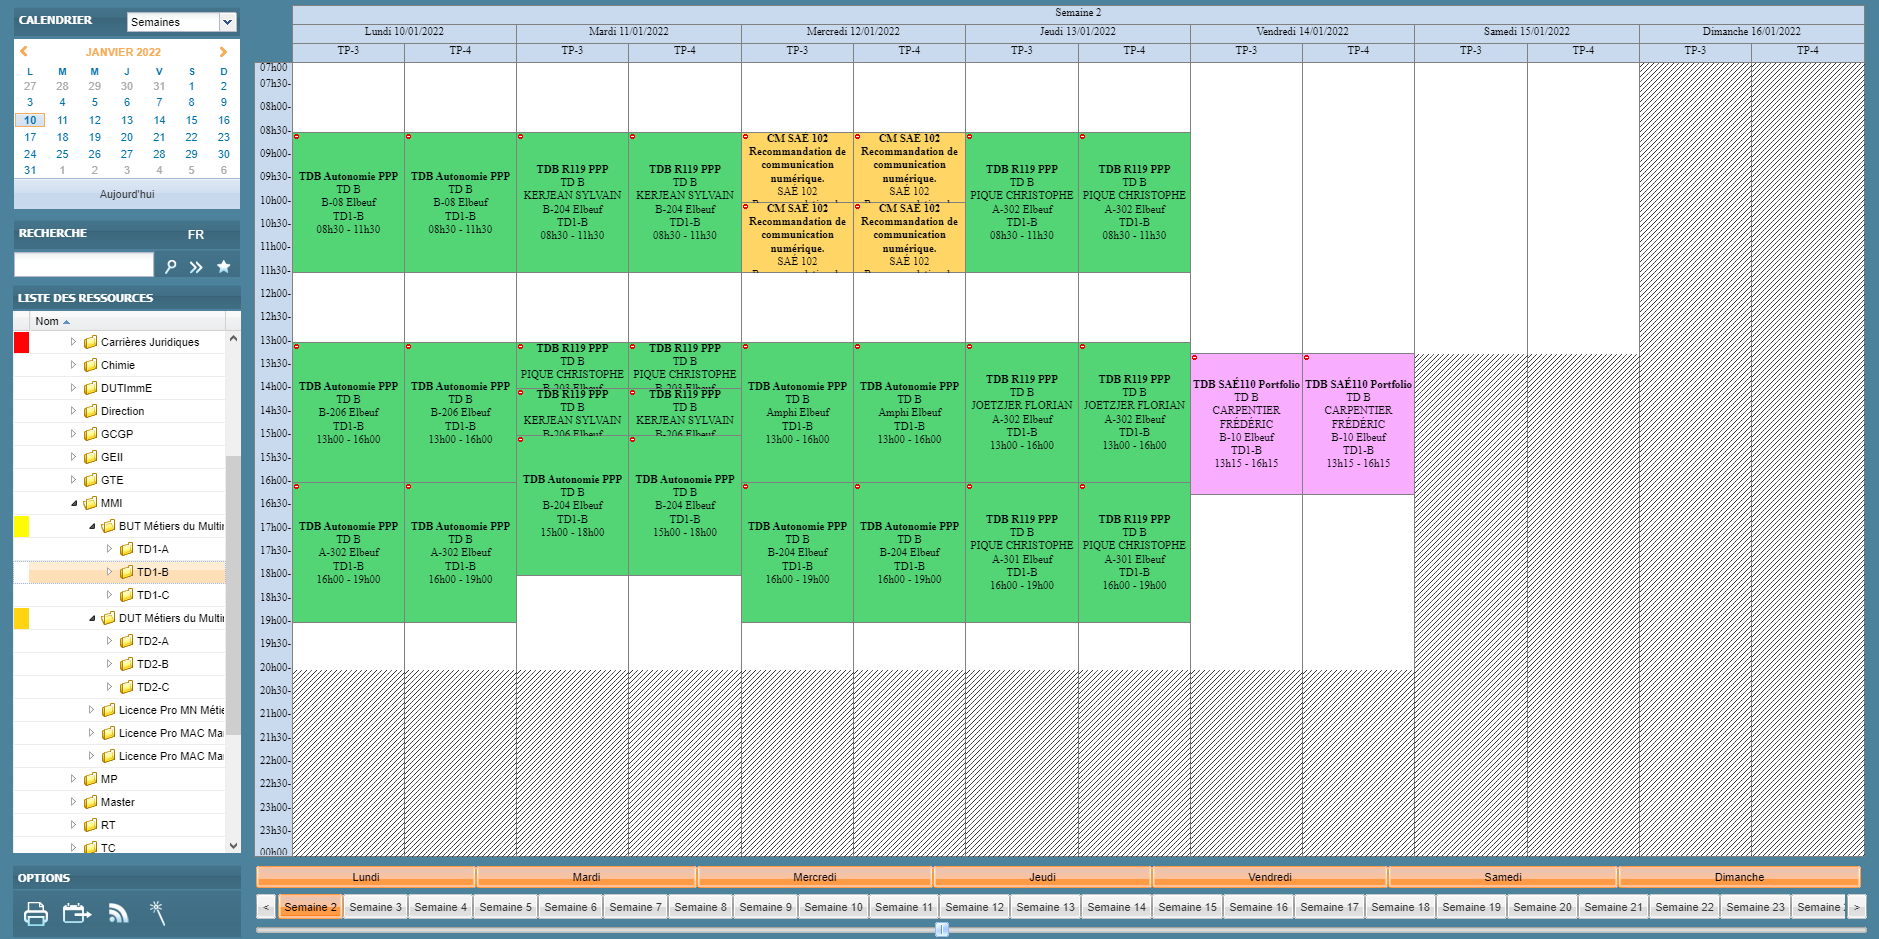 CALENDRIER
Semaines
JANVIER 2022
L M M J V S D
27 28 29 30 31 1 2
3 4 5 6 7 8 9
10 11 12 13 14 15 16
17 18 19 20 21 22 23
24 25 26 27 28 29 30
31 1 2 3 4 5 6
Aujourd'hui
RECHERCHE FR
LISTE DES RESSOURCES
Nom
Carrières Juridiques
Chimie
DUTImmE
Direction
GCGP
GEII
GTE
MMI
BUT Métiers du Multir
TD1-A
TD1-B
TD1-C
DUT Métiers du Multir
TD2-A
TD2-B
TD2-C
Licence Pro MN Métie
Licence Pro MAC Mar
Licence Pro MAC Mar
MP
Master
RT
TC
OPTIONS
Semaine 2
Lundi 10/01/2022 Mardi 11/01/2022 Mercredi 12/01/2022 Jeudi 13/01/2022 Vendredi 14/01/2022 Samedi 15/01/2022 Dimanche 16/01/2022
TP-3 TP-4 TP-3 TP-4 TP-3 TP-4 TP-3 TP-4 TP-3 TP-4 TP-3 TP-4 TP-3 TP-4
07h00
07h30-
08h00-
08h30-
09h00-
09h30-
10h00-
10h30-
11h00-
11h30-
12h00-
12h30-
13h00-
13h30-
14h00-
14h30-
15h00-
15h30-
16h00-
16h30-
17h00-
17h30-
18h00-
18h30-
19h00-
19h30-
20h00-
20h30-
21h00-
21h30-
22h00-
22h30-
23h00-
23h30-
00h00
TDB Autonomie PPP
TD B
B-08 Elbeuf
TD1-B
08h30 - 11h30
TDB Autonomie PPP
TD B
B-08 Elbeuf
TD1-B
08h30 - 11h30
TDB R119 PPP
TD B
KERJEAN SYLVAIN
B-204 Elbeuf
TD1-B
08h30 - 11h30
TDB R119 PPP
TD B
KERJEAN SYLVAIN
B-204 Elbeuf
TD1-B
08h30 - 11h30
CM SAE 102
Recommandation de
communication
numérique.
SAÉ 102
CM SAE 102
Recommandation de
communication
numérique.
SAÉ 102
CM SAE 102
Recommandation de
communication
numérique.
SAÉ 102
Recommandation de
CM SAE 102
Recommandation de
communication
numérique.
SAÉ 102
Recommandation de
TDB R119 PPP
TD B
PIQUE CHRISTOPHE
A-302 Elbeuf
TD1-B
08h30 - 11h30
TDB R119 PPP
TD B
PIQUE CHRISTOPHE
A-302 Elbeuf
TD1-B
08h30 - 11h30
TDB Autonomie PPP
TD B
B-206 Elbeuf
TD1-B
13h00 - 16h00
TDB Autonomie PPP
TD B
B-206 Elbeuf
TD1-B
13h00 - 16h00
TDB R119 PPP
TD B
PIQUE CHRISTOPHE
B-203 Elbeuf
TDB R119 PPP
TD B
PIQUE CHRISTOPHE
B-203 Elbeuf
TDB R119 PPP
TD B
KERJEAN SYLVAIN
B-206 Elbeuf
TDB R119 PPP
TD B
KERJEAN SYLVAIN
B-206 Elbeuf
TDB Autonomie PPP
TD B
B-204 Elbeuf
TD1-B
15h00 - 18h00
TDB Autonomie PPP
TD B
B-204 Elbeuf
TD1-B
15h00 - 18h00
TDB Autonomie PPP
TD B
Amphi Elbeuf
TD1-B
13h00 - 16h00
TDB Autonomie PPP
TD B
Amphi Elbeuf
TD1-B
13h00 - 16h00
TDB R119 PPP
TD B
JOETZJER FLORIAN
A-302 Elbeuf
TD1-B
13h00 - 16h00
TDB R119 PPP
TD B
JOETZJER FLORIAN
A-302 Elbeuf
TD1-B
13h00 - 16h00
TDB SAÉ110 Portfolio
TD B
CARPENTIER
FRÉDÉRIC
B-10 Elbeuf
TD1-B
13h15 - 16h15
TDB SAÉ110 Portfolio
TD B
CARPENTIER
FRÉDÉRIC
B-10 Elbeuf
TD1-B
13h15 - 16h15
TDB Autonomie PPP
TD B
A-302 Elbeuf
TD1-B
16h00 - 19h00
TDB Autonomie PPP
TD B
A-302 Elbeuf
TD1-B
16h00 - 19h00
TDB Autonomie PPP
TD B
B-204 Elbeuf
TD1-B
16h00 - 19h00
TDB Autonomie PPP
TD B
B-204 Elbeuf
TD1-B
16h00 - 19h00
TDB R119 PPP
TD B
PIQUE CHRISTOPHE
A-301 Elbeuf
TD1-B
16h00 - 19h00
TDB R119 PPP
TD B
PIQUE CHRISTOPHE
A-301 Elbeuf
TD1-B
16h00 - 19h00
Lundi Mardi Mercredi Jeudi Vendredi Samedi Dimanche
< Semaine 2 Semaine 3 Semaine 4 Semaine 5 Semaine 6 Semaine 7 Semaine 8 Semaine 9 Semaine 10 Semaine 11 Semaine 12 Semaine 13 Semaine 14 Semaine 15 Semaine 16 Semaine 17 Semaine 18 Semaine 19 Semaine 20 Semaine 21 Semaine 22 Semaine 23 Semaine >